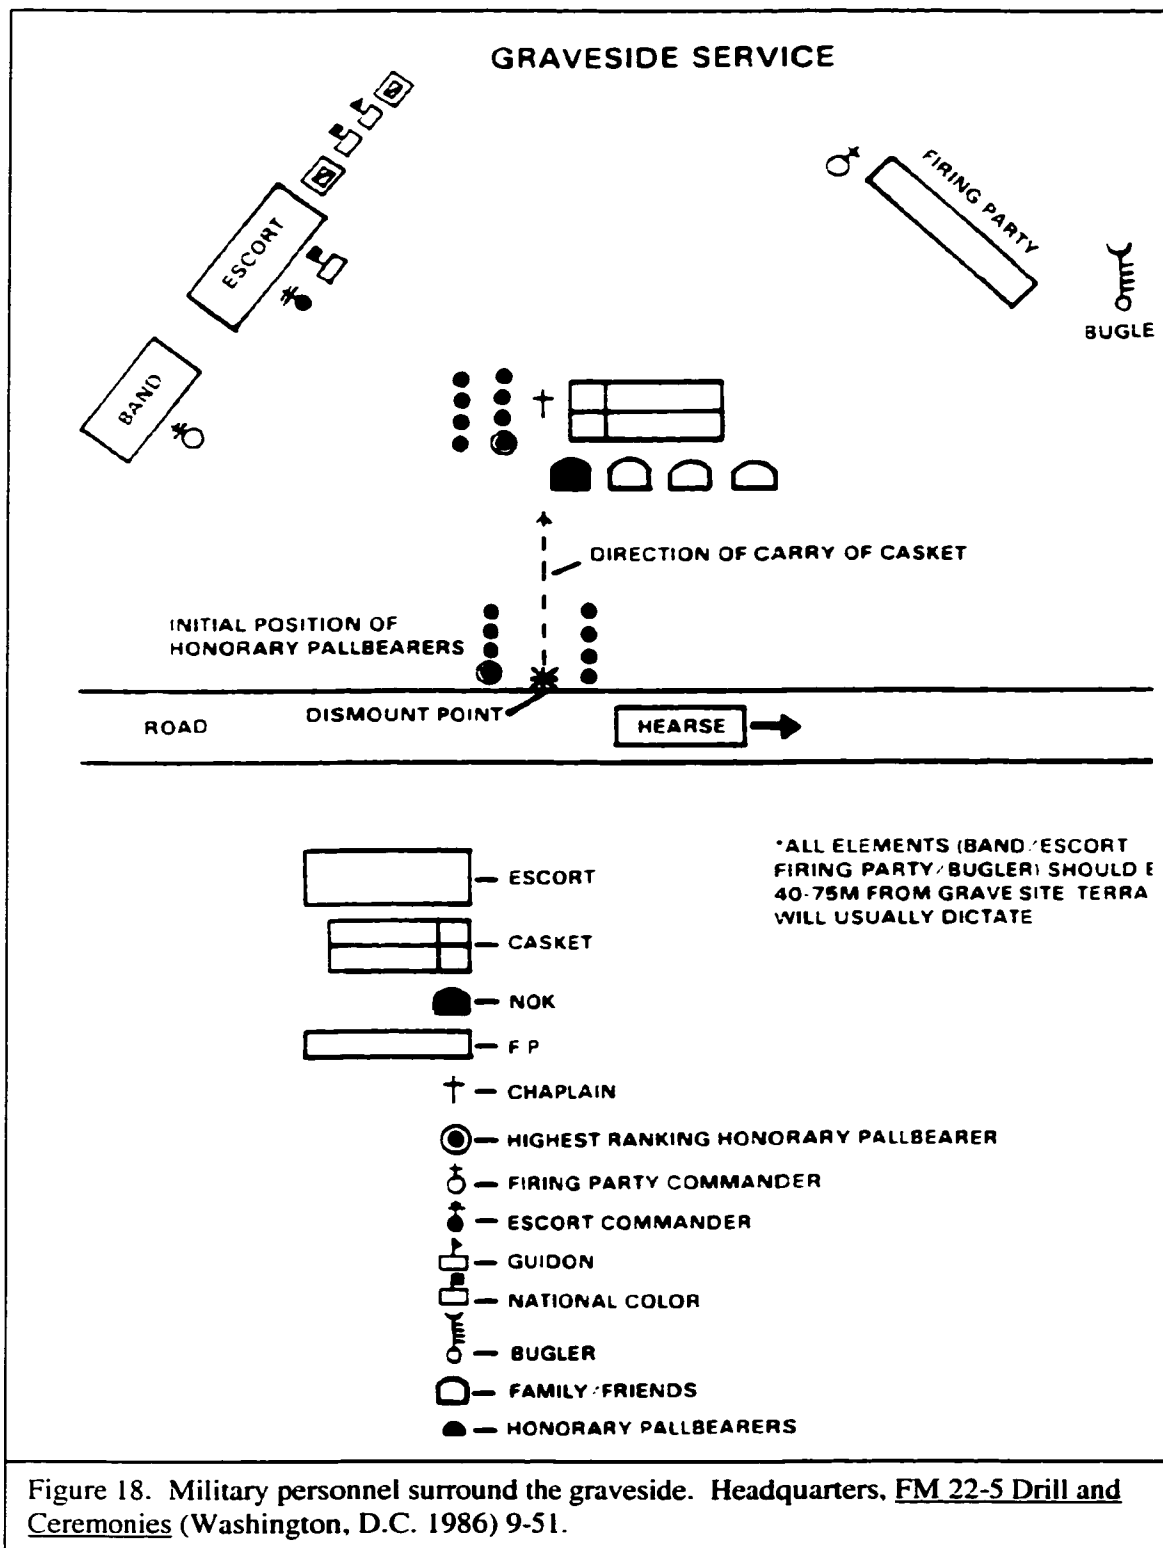 GRAVESIDE SERVICE
FIRING PARTY
ESCORT
BUGLE
BAND
DIRECTION OF CARRY OF CASKET
INITIAL POSITION OF
HONORARY PALLBEARERS
DISMOUNT POINT
ROAD
HEARSE
*ALL ELEMENTS (BAND/ESCORT
FIRING PARTY/BUGLER) SHOULD
40-75M FROM GRAVE SITE TERRA
WILL USUALLY DICTATE
ESCORT
CASKET
NOK
F P
CHAPLAIN
HIGHEST RANKING HONORARY PALLBEARER
FIRING PARTY COMMANDER
ESCORT COMMANDER
GUIDON
NATIONAL COLOR
BUGLER
FAMILY/FRIENDS
HONORARY PALLBEARERS
Figure 18. Military personnel surround the graveside. Headquarters, FM 22-5 Drill and
Ceremonies (Washington, D.C. 1986) 9-51.